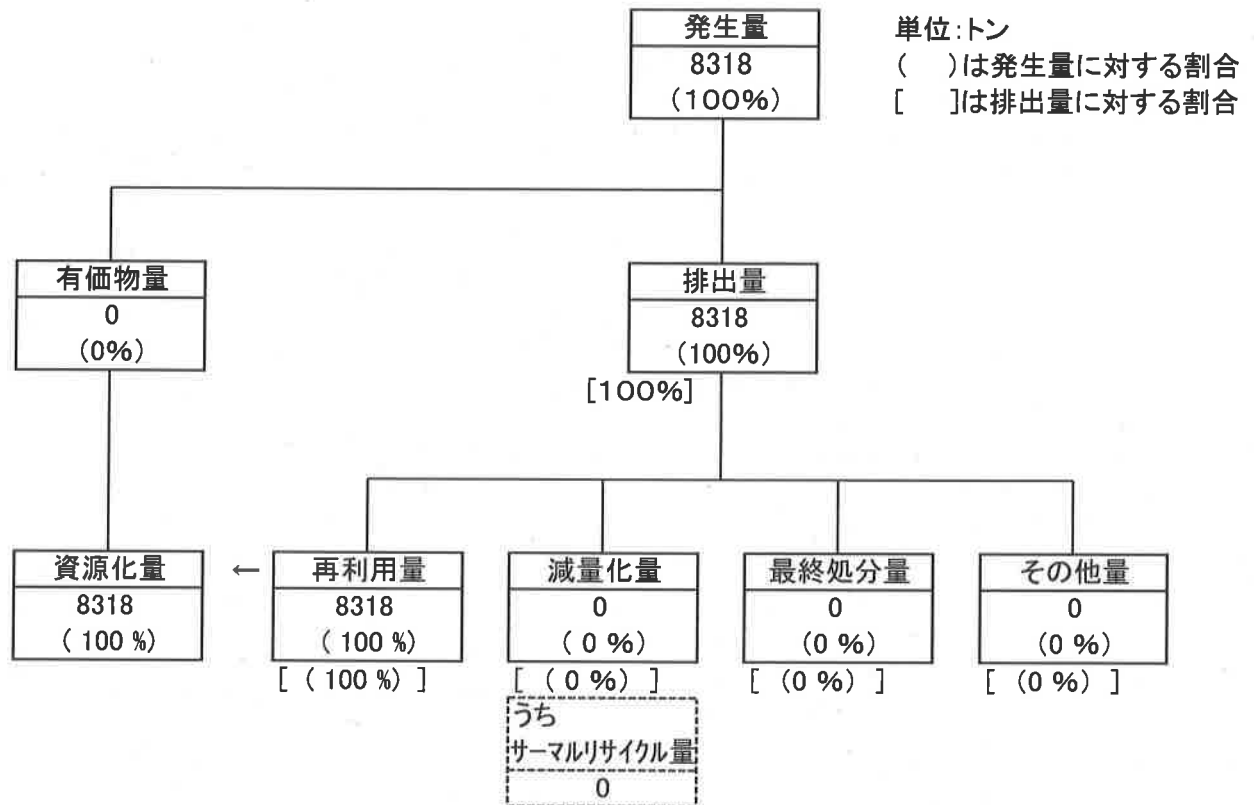 発生量
8318
(100%)
単位:トン
(　)は発生量に対する割合
[　]は排出量に対する割合
有価物量
0
(0%)
排出量
8318
(100%)
[100%]
資源化量
8318
( 100 %)
←
再利用量
8318
( 100 %)
[ ( 100 %) ]
減量化量
0
( 0 %)
[ ( 0 %) ]
最終処分量
0
(0 %)
[ (0 %) ]
その他量
0
(0 %)
[ (0 %) ]
うち
サーマルリサイクル量
0